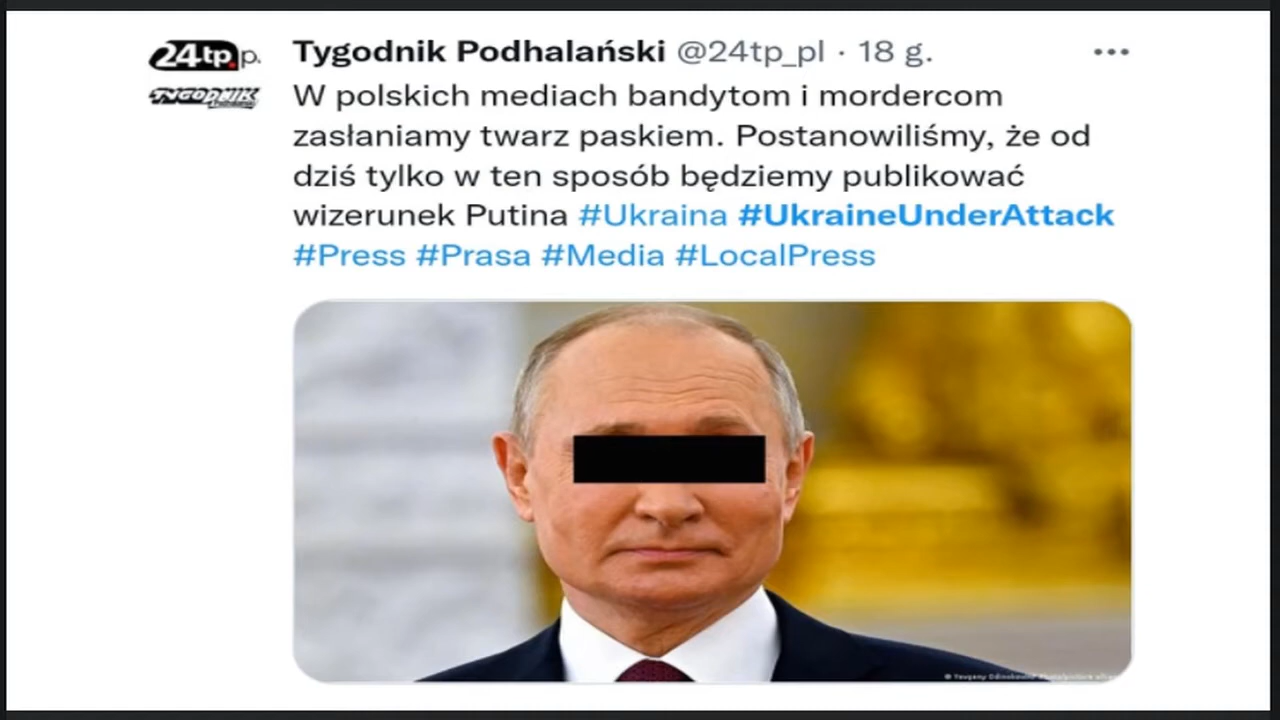 24tp.p.
TYGODNIK
Tygodnik Podhalański @24tp_pl · 18 g.
W polskich mediach bandytom i mordercom
zasłaniamy twarz paskiem. Postanowiliśmy, że od
dziś tylko w ten sposób będziemy publikować
wizerunek Putina #Ukraina #UkraineUnderAttack
#Press #Prasa #Media #LocalPress